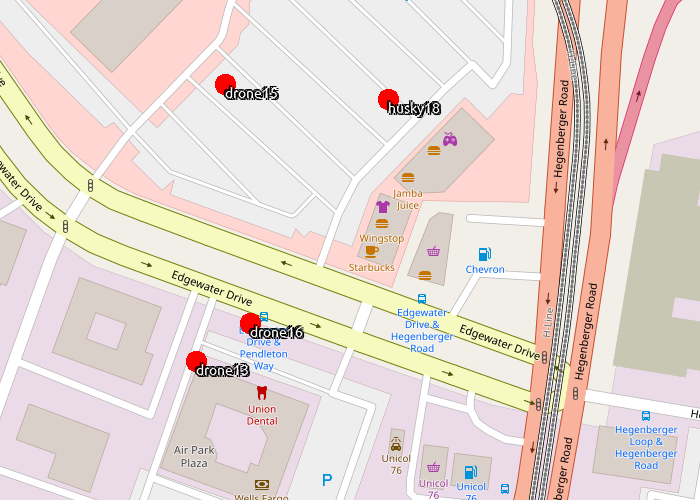 drone15
husky18
Hegenberger Road
Jamba
Juice
Wingstop
Starbucks
Chevron
Edgewater Drive
Edgewater Drive
drone16
Drive &
Pendleton
Way
Edgewater
Drive &
Hegenberger
Road
Edgewater Drive
H-Line
Hegenberger Road
drone13
Union
Dental
Air Park
Plaza
Wells Fargo
P
Unicol
76
Unicol
76
Unicol
76
Hegenberger
Loop &
Hegenberger
Road